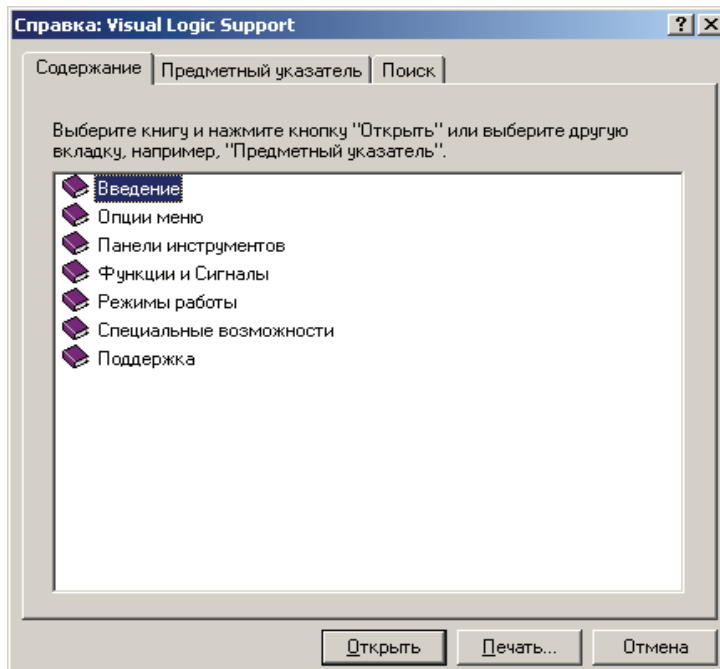 Справка: Visual Logic Support
Содержание Предметный указатель Поиск
Выберите книгу и нажмите кнопку "Открыть" или выберите другую
вкладку, например, "Предметный указатель".
Введение
Опции меню
Панели инструментов
Функции и Сигналы
Режимы работы
Специальные возможности
Поддержка
Открыть Печать... Отмена